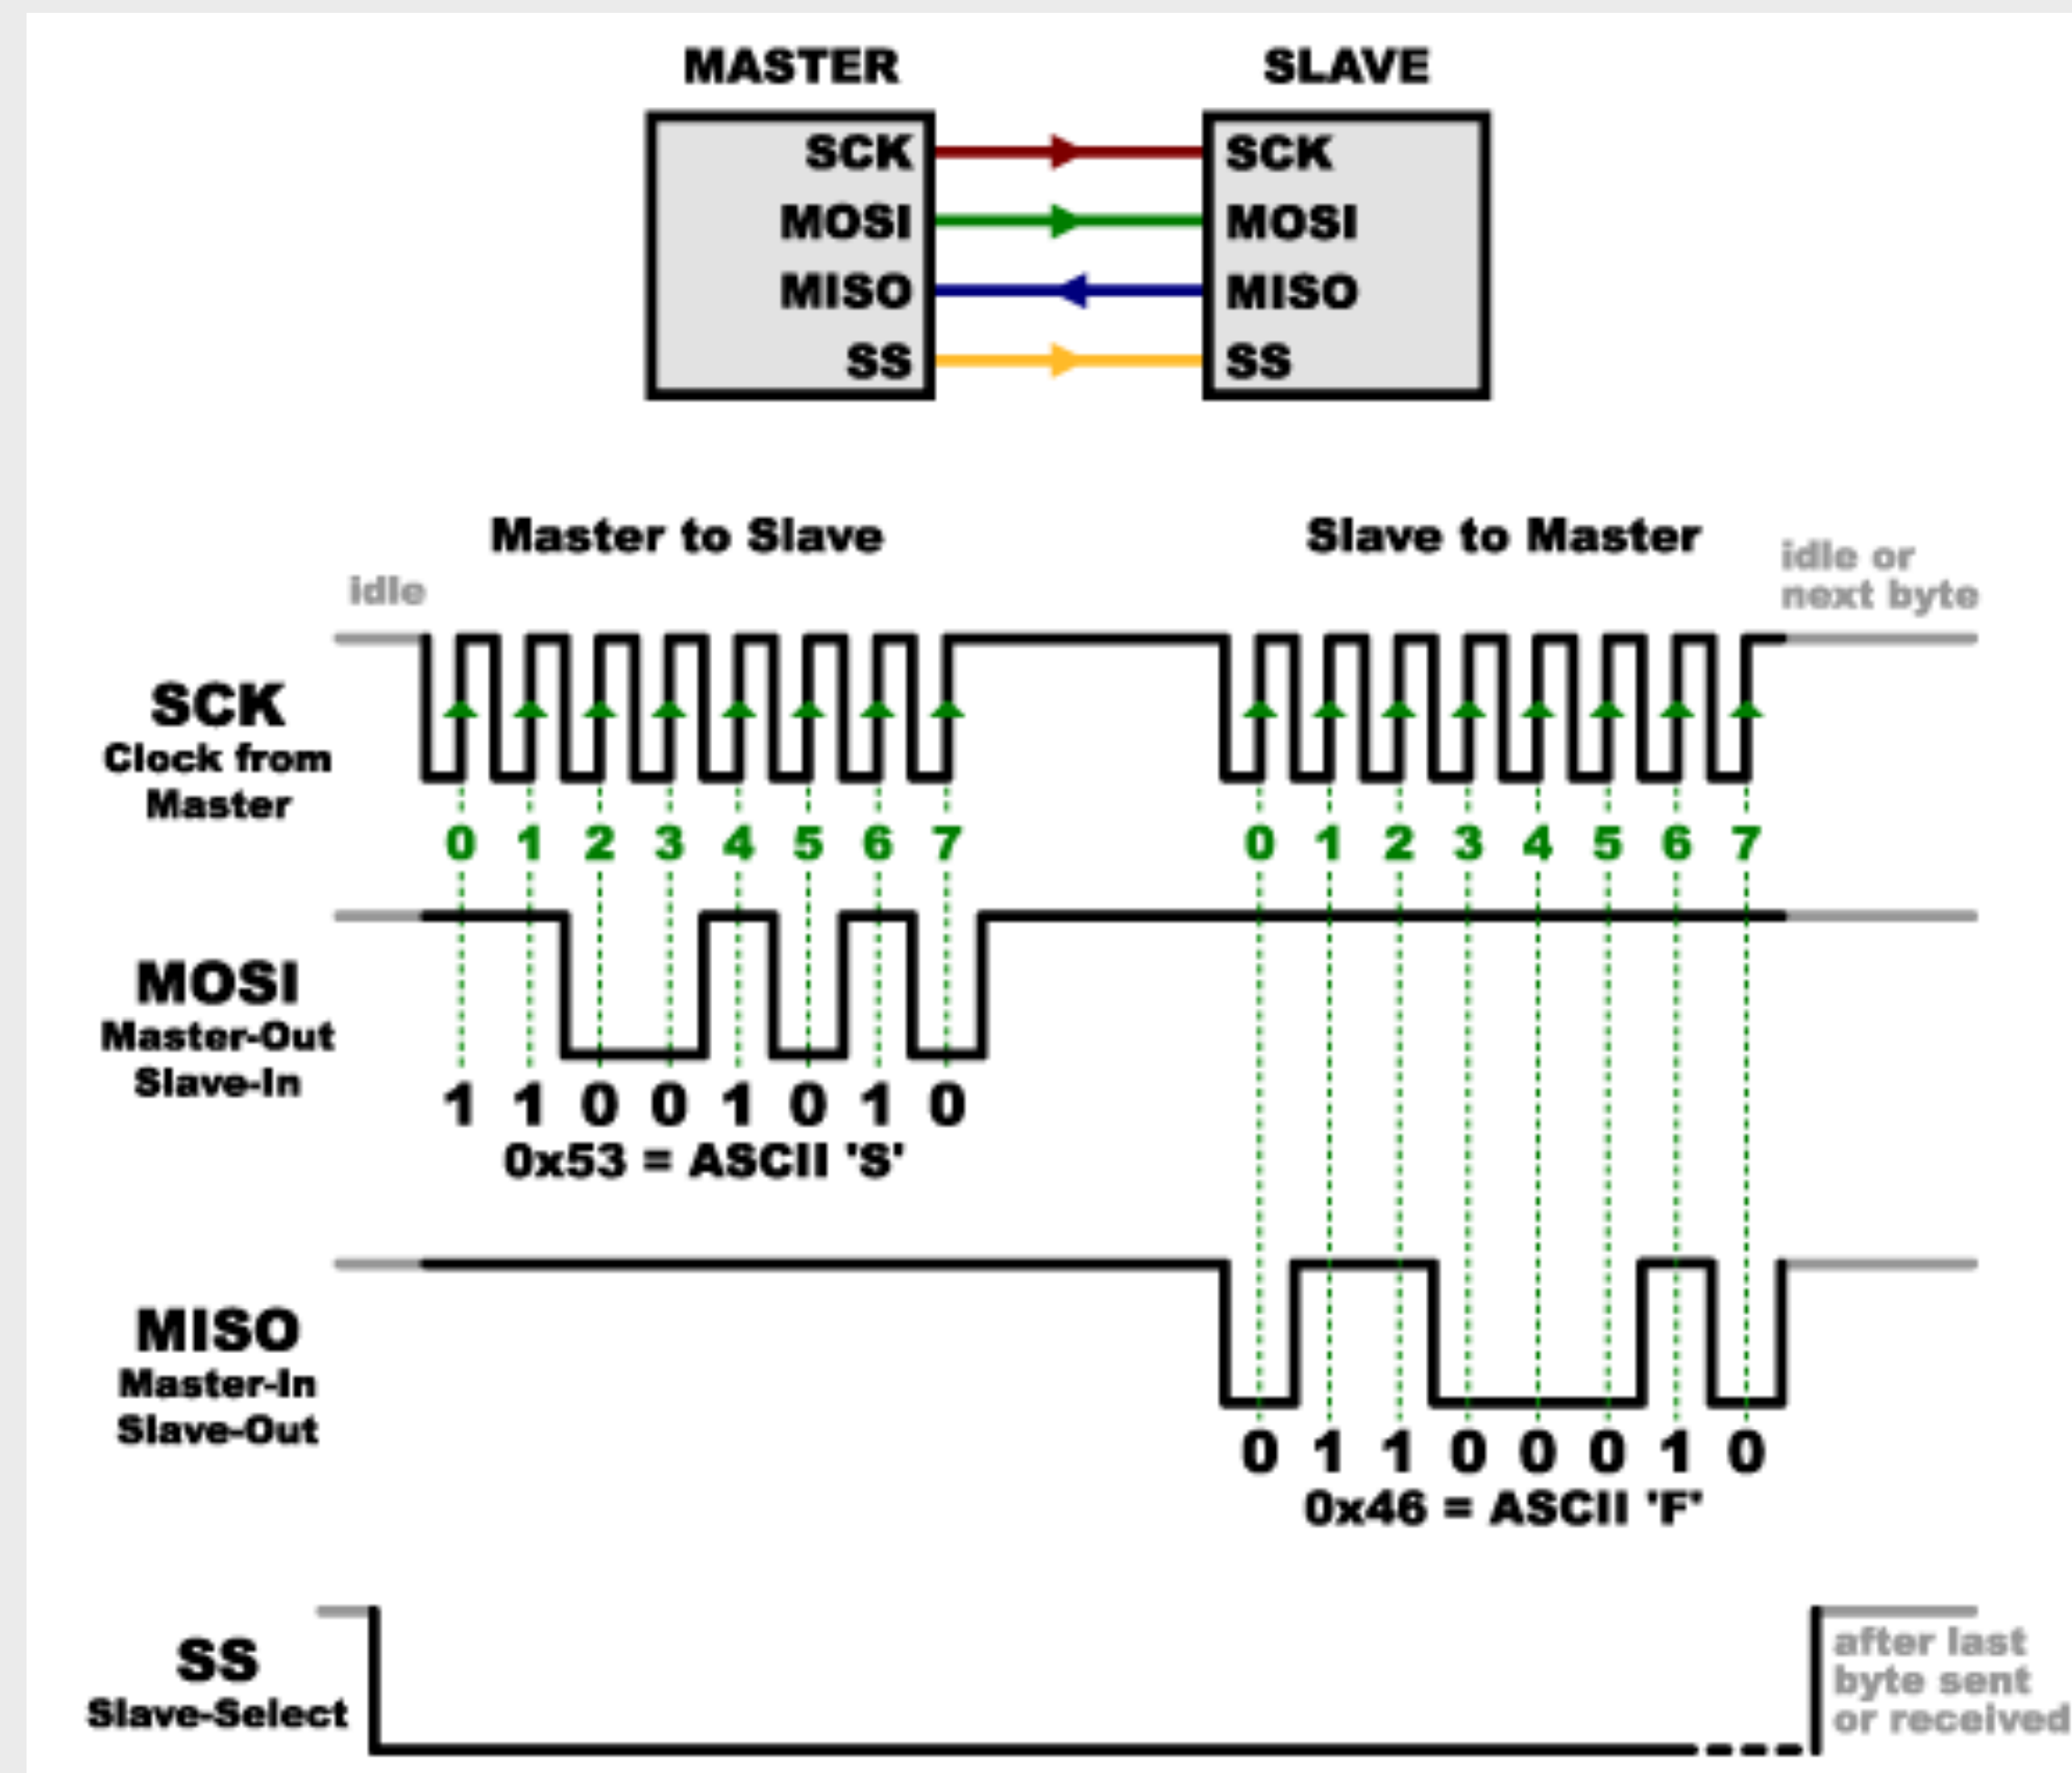 MASTER
SLAVE
SCK
SCK
MOSI
MOSI
MISO
MISO
SS
SS
Master to Slave
Slave to Master
idle
idle or
next byte
SCK
Clock from
Master
0 1 2 3 4 5 6 7
0 1 2 3 4 5 6 7
MOSI
Master-Out
Slave-In
1 1 0 0 1 0 1 0
0x53 = ASCII 'S'
MISO
Master-In
Slave-Out
0 1 1 0 0 0 1 0
0x46 = ASCII 'F'
SS
Slave-Select
after last
byte sent
or received